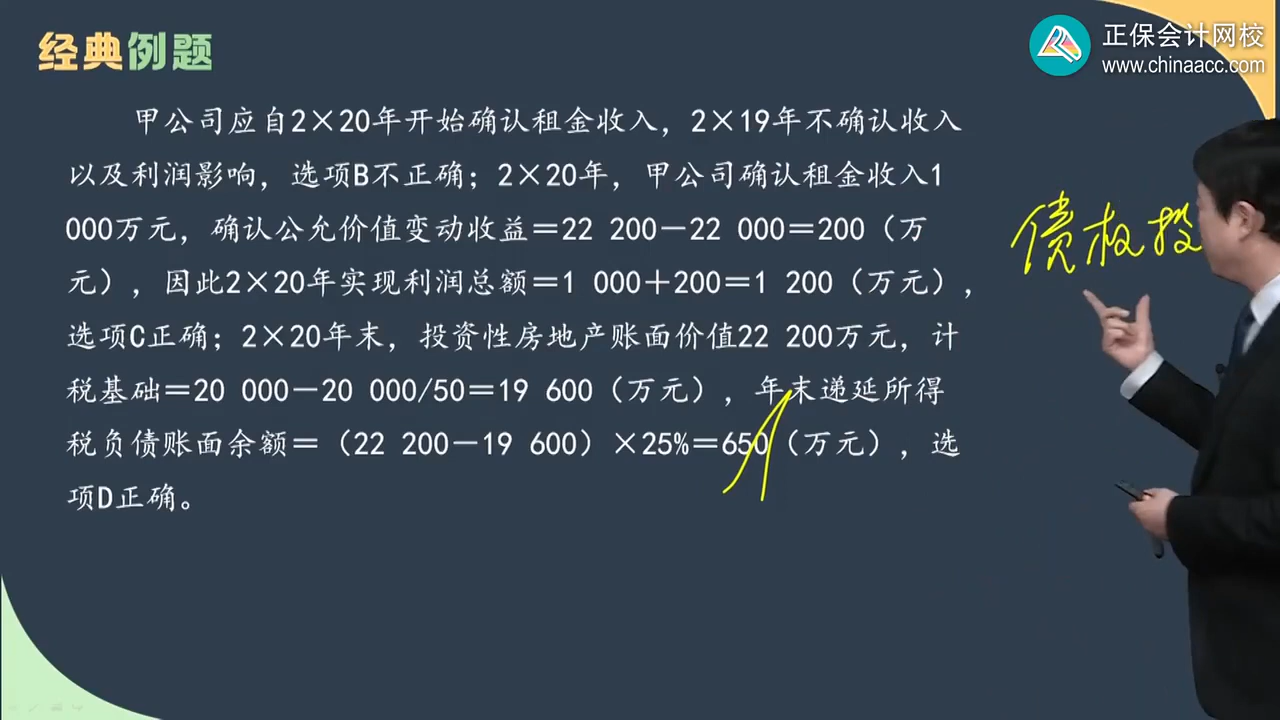 经典例题
正保会计网校
www.chinaacc.com
甲公司应自2×20年开始确认租金收入，2×19年不确认收入
以及利润影响，选项B不正确；2×20年，甲公司确认租金收入1
000万元，确认公允价值变动收益＝22 200－22 000＝200（万
元），因此2×20年实现利润总额＝1 000＋200＝1 200（万元），
选项C正确；2×20年末，投资性房地产账面价值22 200万元，计
税基础＝20 000－20 000/50＝19 600（万元），年末递延所得
税负债账面余额＝（22 200－19 600）×25%＝650（万元），选
项D正确。
债权投